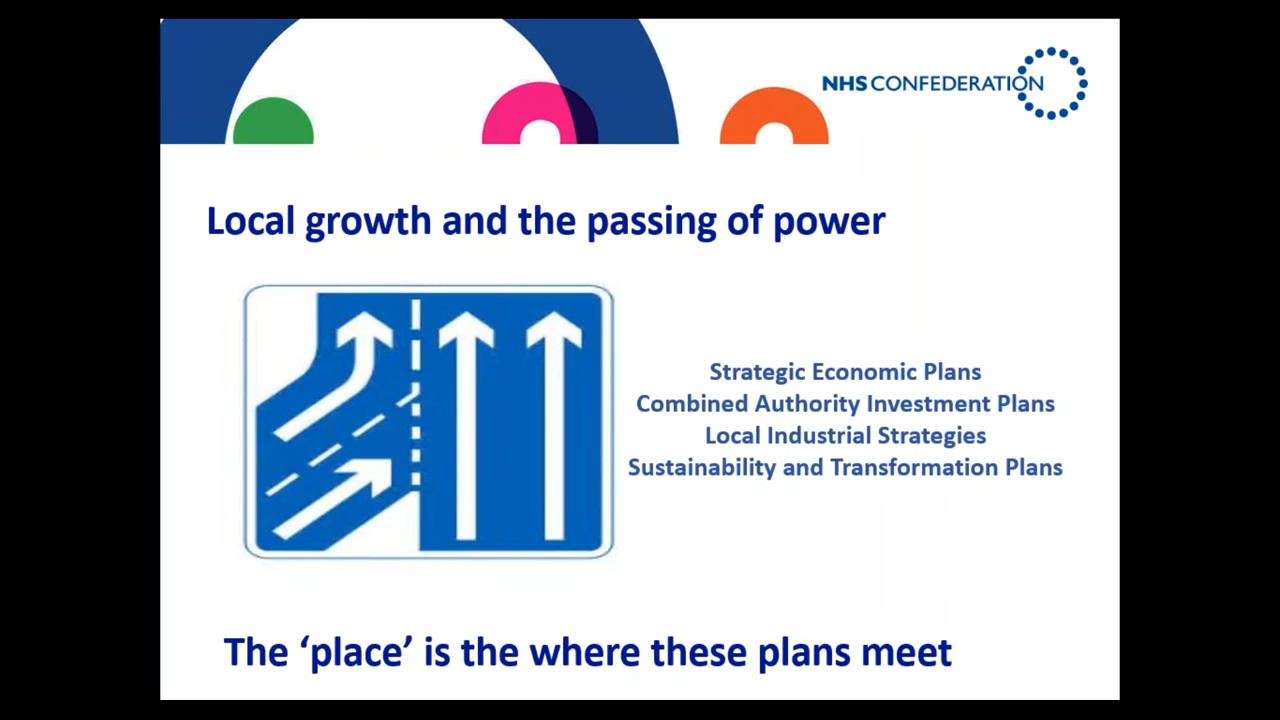 NHS CONFEDERATION
Local growth and the passing of power
Strategic Economic Plans
Combined Authority Investment Plans
Local Industrial Strategies
Sustainability and Transformation Plans
The ‘place’ is the where these plans meet